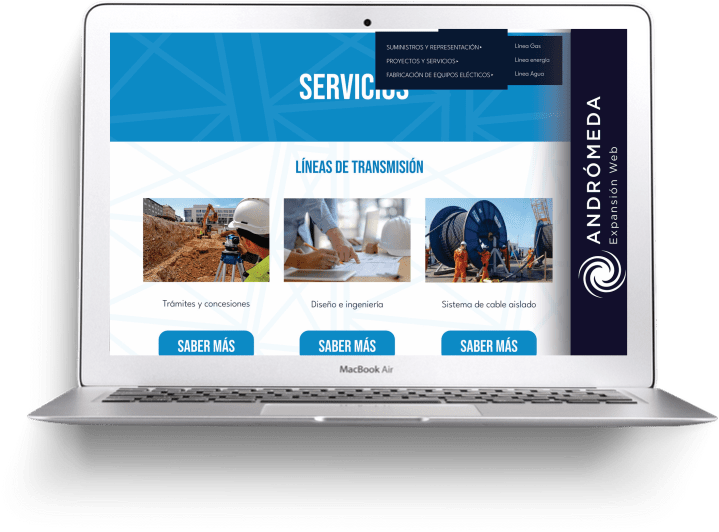 SUMINISTROS Y REPRESENTACIÓN
PROYECTOS Y SERVICIOS
FABRICACIÓN DE EQUIPOS ELÉCTICOS
Línea Gas
Línea energía
Línea Agua
SERVICIOS
LÍNEAS DE TRANSMISIÓN
Trámites y concesiones
Diseño e ingeniería
Sistema de cable aislado
SABER MÁS
SABER MÁS
SABER MÁS
ANDRÓMEDA
Expansión Web
MacBook Air